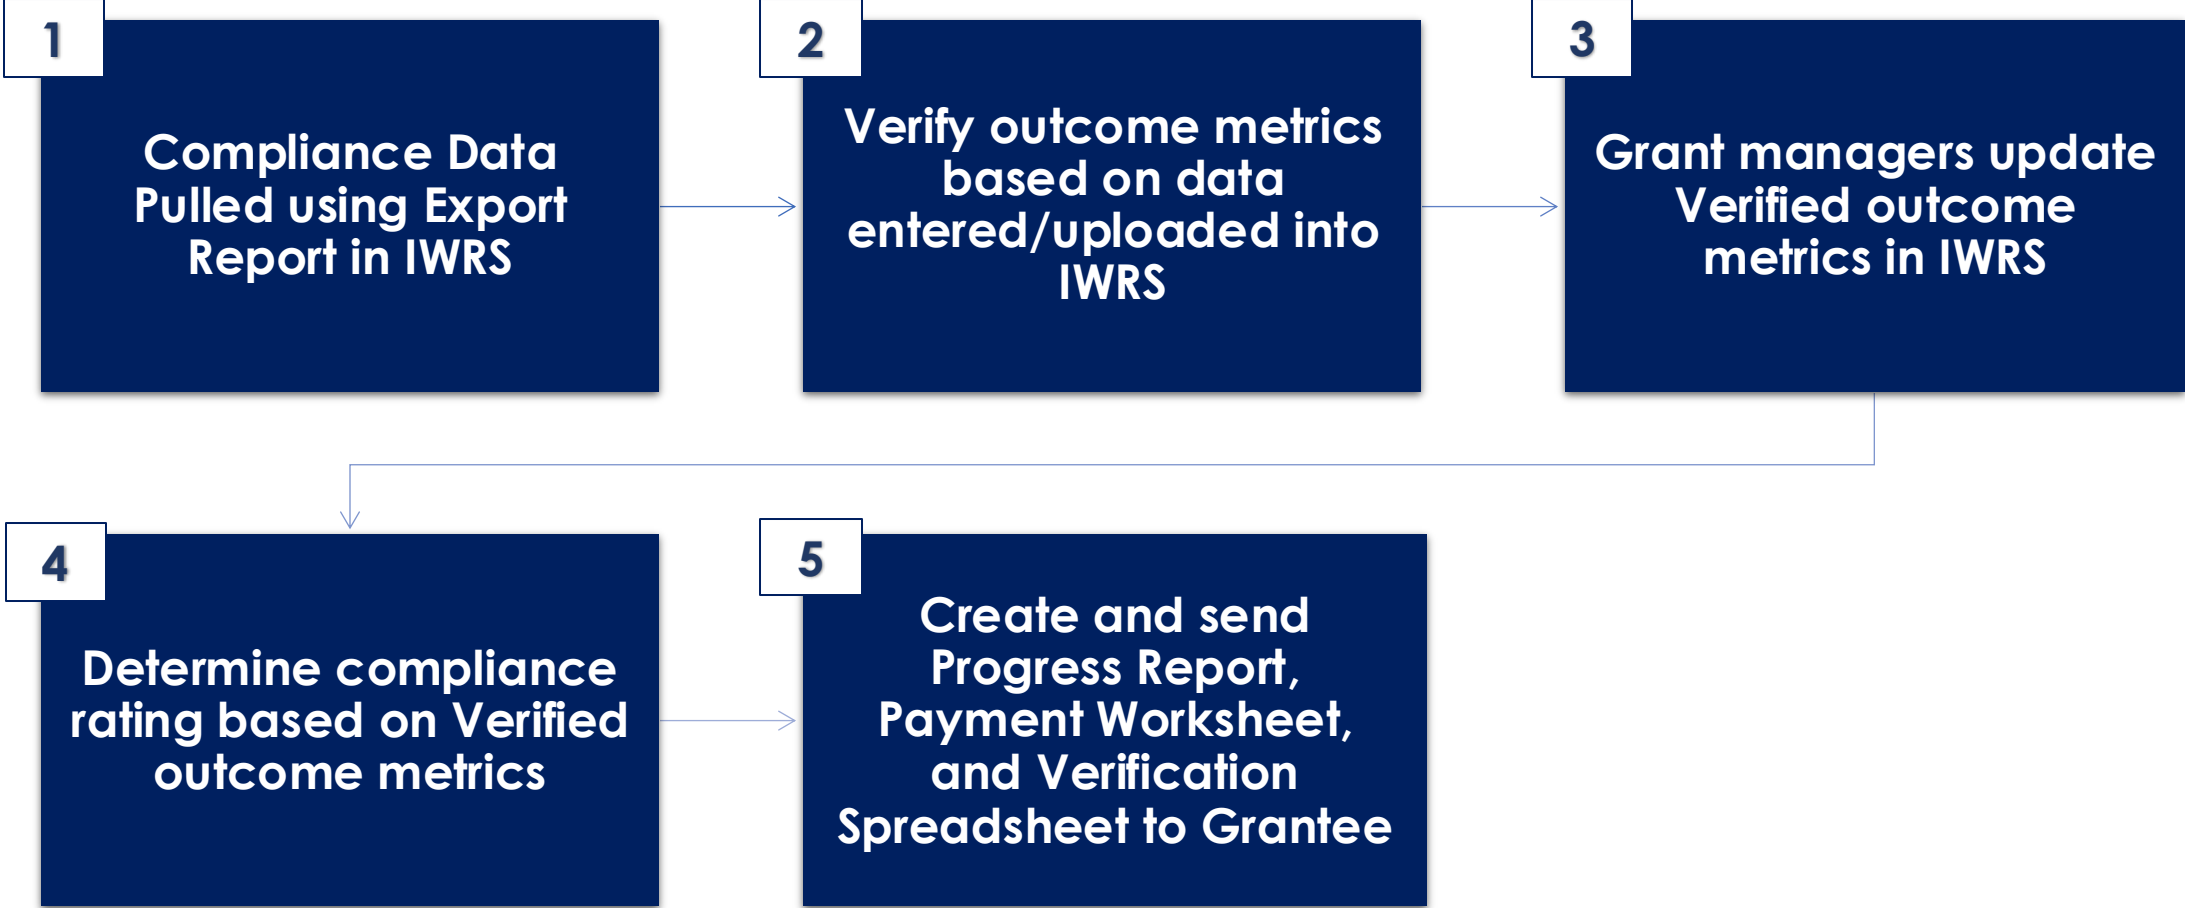 1
Compliance Data
Pulled using Export
Report in IWRS
2
Verify outcome metrics
based on data
entered/uploaded into
IWRS
3
Grant managers update
Verified outcome
metrics in IWRS
4
Determine compliance
rating based on Verified
outcome metrics
5
Create and send
Progress Report,
Payment Worksheet,
and Verification
Spreadsheet to Grantee